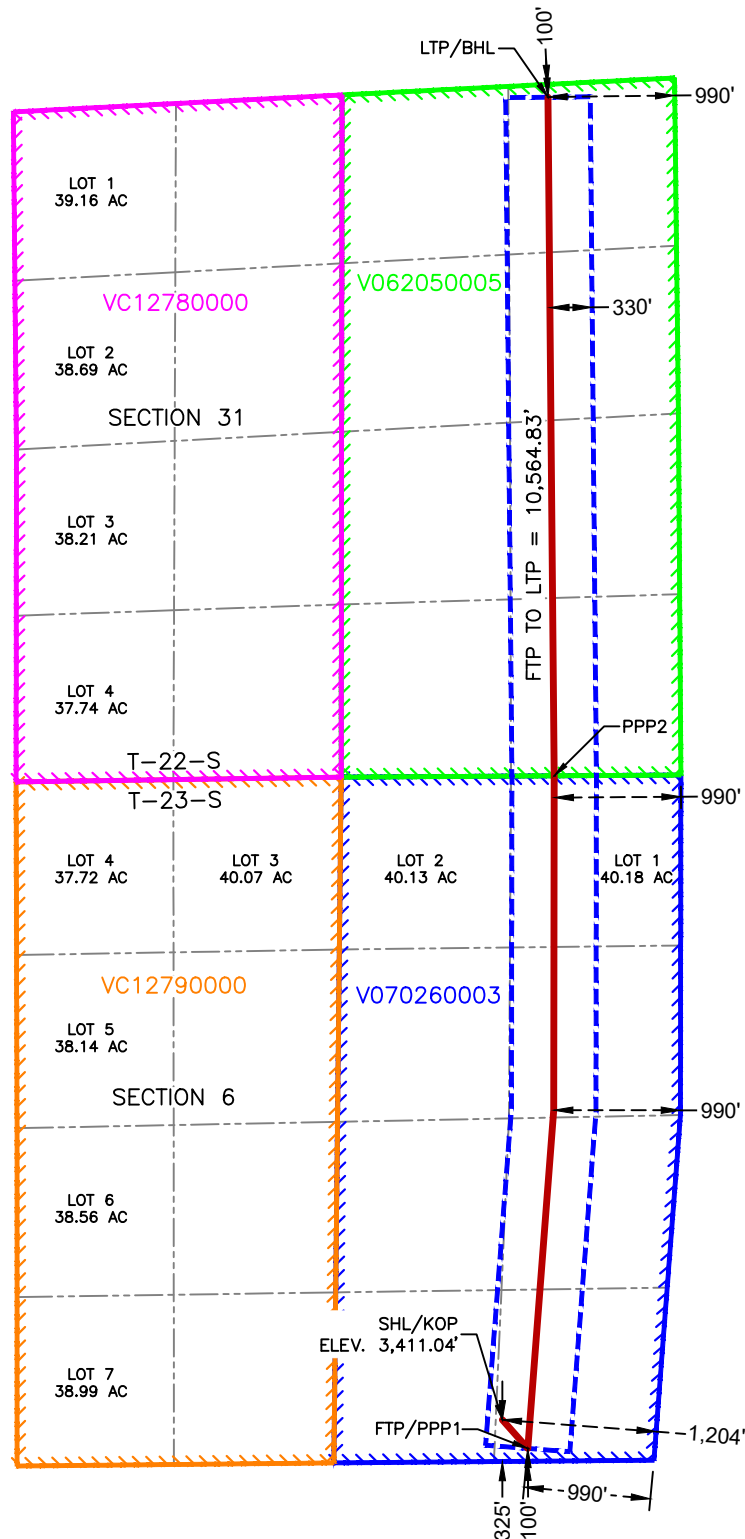 100'
LTP/BHL
990'
LOT 1
39.16 AC
VC12780000
V062050005
330'
LOT 2
38.69 AC
SECTION 31
FTP TO LTP = 10,564.83'
LOT 3
38.21 AC
LOT 4
37.74 AC
PPP2
T-22-S
T-23-S
990'
LOT 4
37.72 AC
LOT 3
40.07 AC
LOT 2
40.13 AC
LOT 1
40.18 AC
VC12790000
V070260003
LOT 5
38.14 AC
SECTION 6
990'
LOT 6
38.56 AC
SHL/KOP
ELEV. 3,411.04'
LOT 7
38.99 AC
FTP/PPP1
1,204'
325'
100'
990'